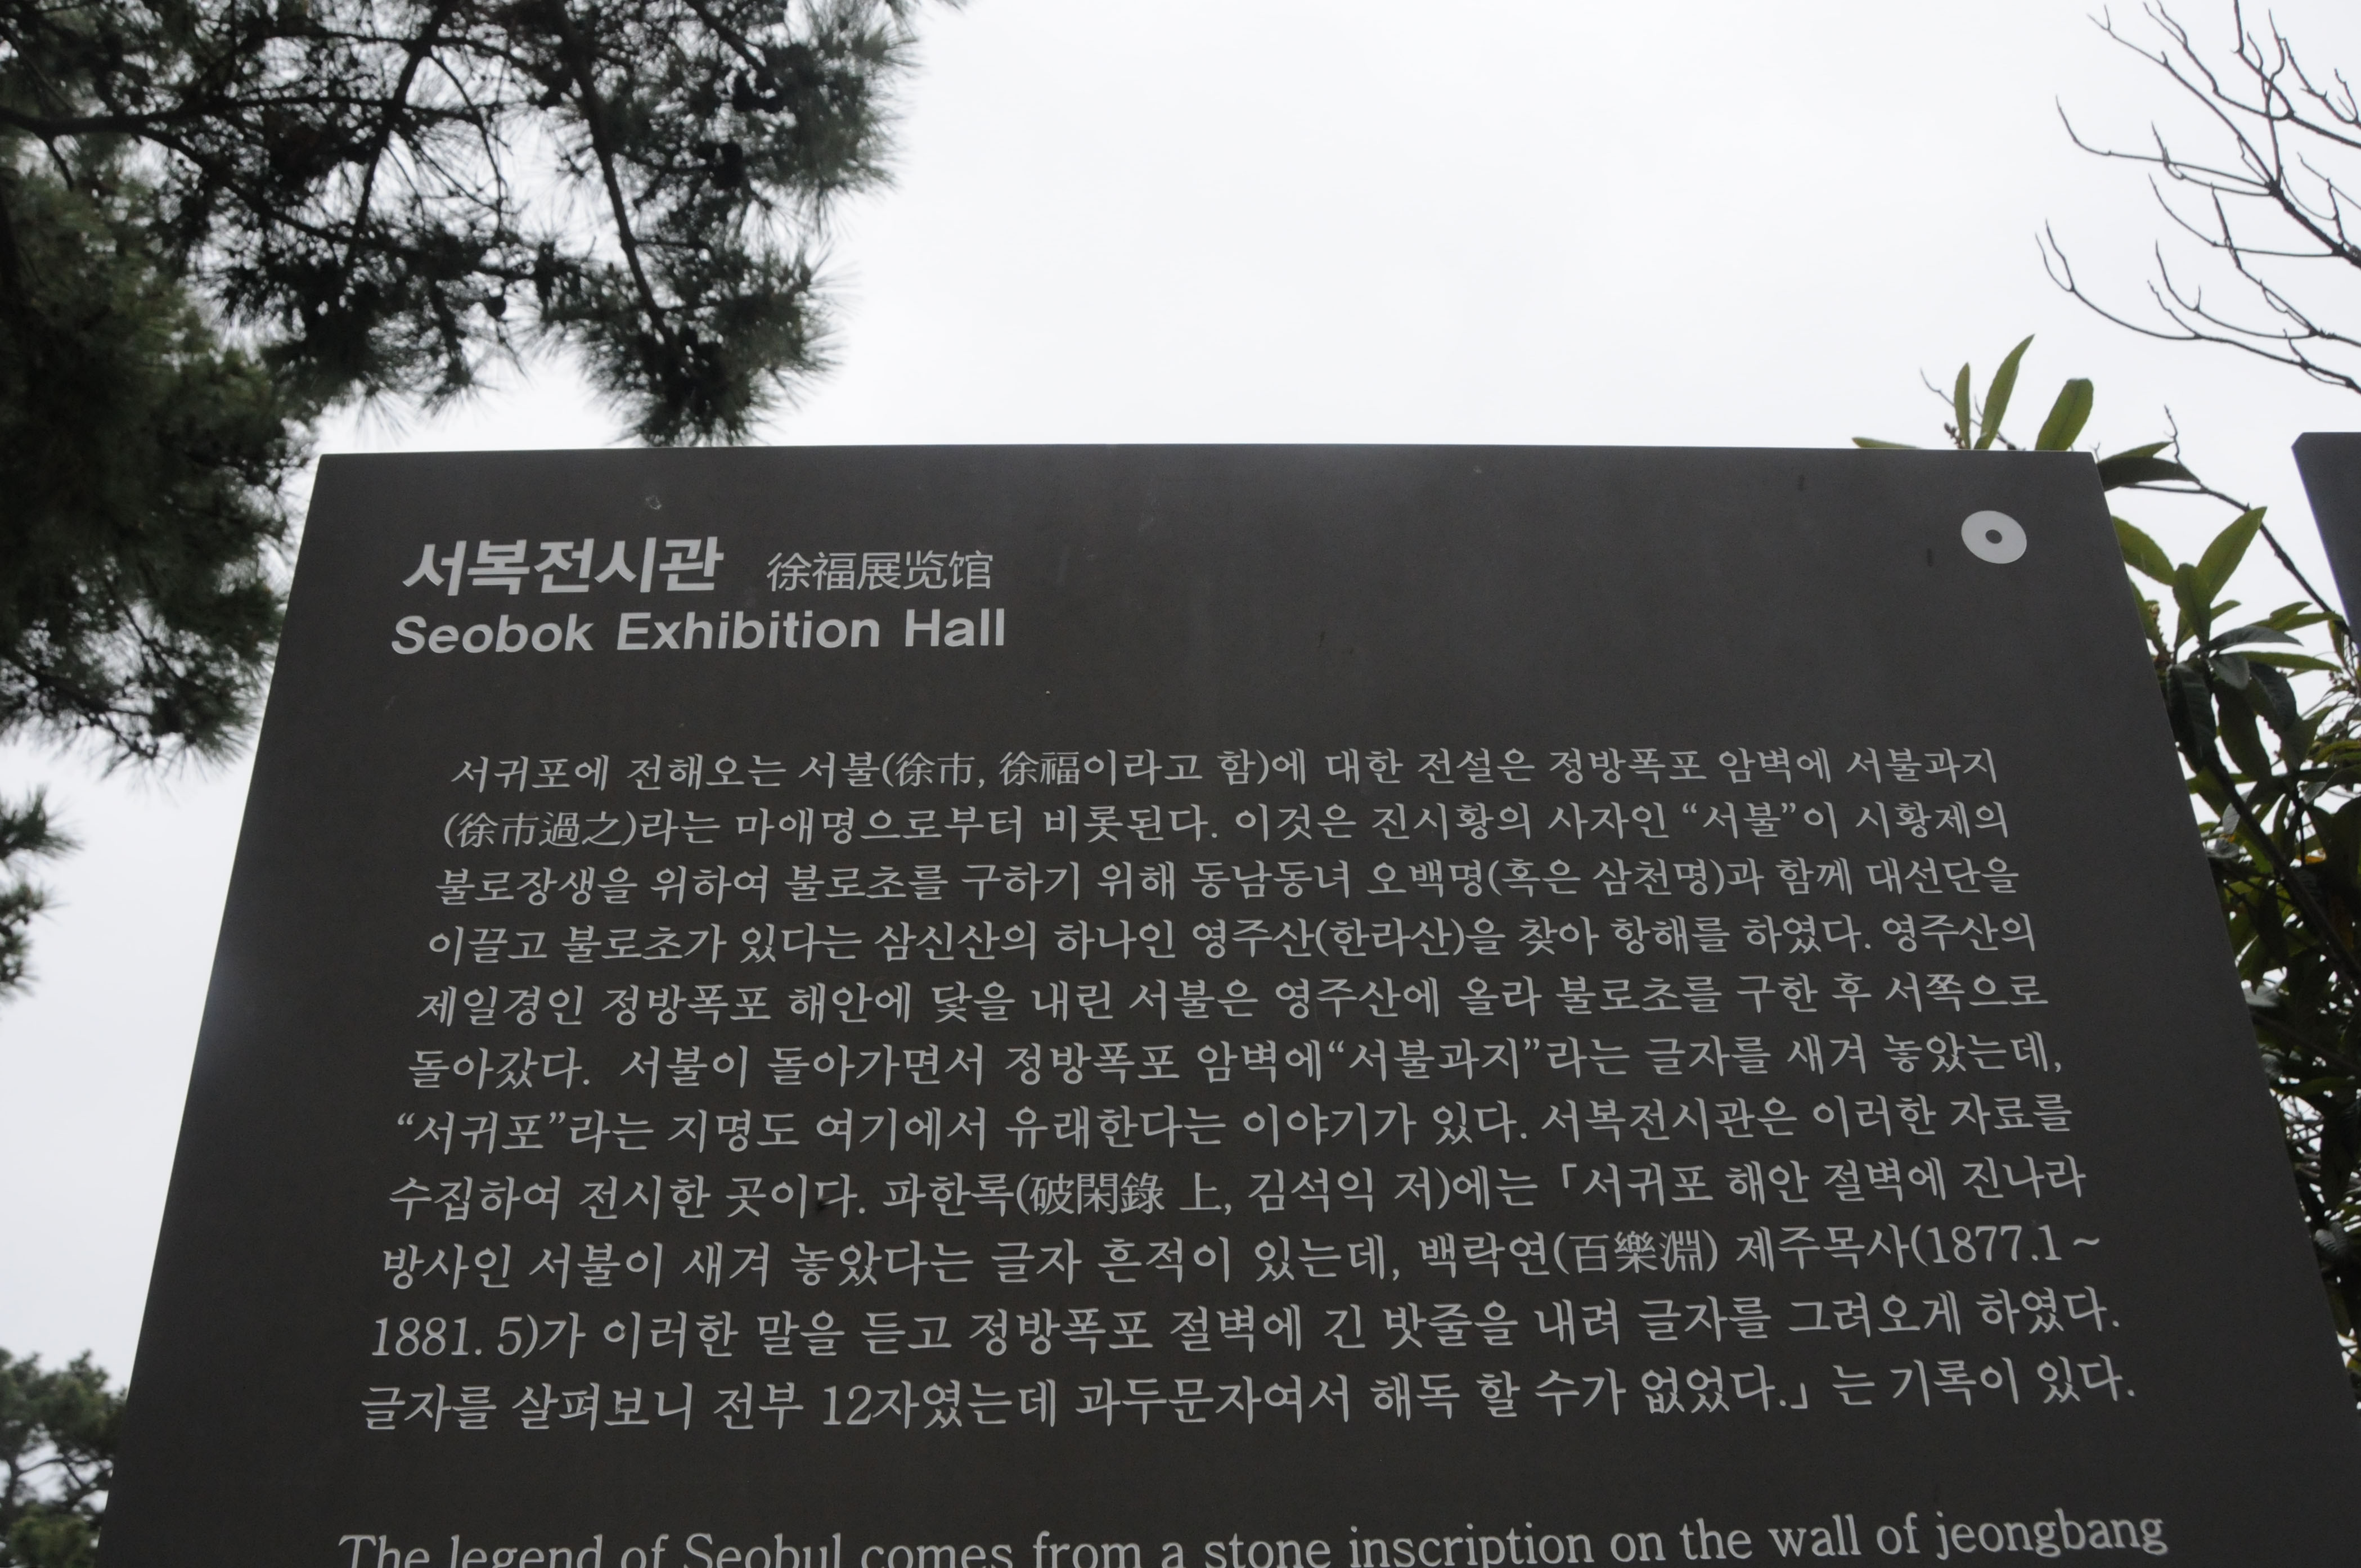 서복전시관 徐福展览馆
Seobok Exhibition Hall
서귀포에 전해오는 서불(徐市, 徐福이라고 함)에 대한 전설은 정방폭포 암벽에 서불과지
(徐市過之)라는 마애명으로부터 비롯된다. 이것은 진시황의 사자인 “서불”이 시황제의
불로장생을 위하여 불로초를 구하기 위해 동남동녀 오백명(혹은 삼천명)과 함께 대선단을
이끌고 불로초가 있다는 삼신산의 하나인 영주산(한라산)을 찾아 항해를 하였다. 영주산의
제일경인 정방폭포 해안에 닻을 내린 서불은 영주산에 올라 불로초를 구한 후 서쪽으로
돌아갔다. 서불이 돌아가면서 정방폭포 암벽에“서불과지”라는 글자를 새겨 놓았는데,
“서귀포”라는 지명도 여기에서 유래한다는 이야기가 있다. 서복전시관은 이러한 자료를
수집하여 전시한 곳이다. 파한록(破閑錄 上, 김석익 저)에는「서귀포 해안 절벽에 진나라
방사인 서불이 새겨 놓았다는 글자 흔적이 있는데, 백락연(百樂淵) 제주목사(1877.1~
1881. 5)가 이러한 말을 듣고 정방폭포 절벽에 긴 밧줄을 내려 글자를 그려오게 하였다.
글자를 살펴보니 전부 12자였는데 과두문자여서 해독 할 수가 없었다.」는 기록이 있다.
The legend of Seobul comes from a stone inscription on the wall of jeongbang